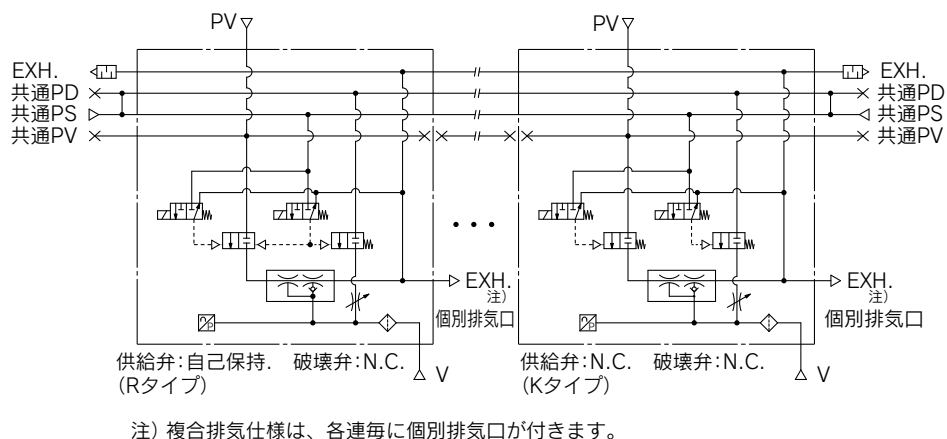 PV
PV
EXH.
共通PD
共通PS
共通PV
EXH.
共通PD
共通PS
共通PV
EXH.
注)
個別排気口
EXH.
注)
個別排気口
供給弁:自己保持. 破壊弁:N.C.
(Rタイプ)
V
供給弁:N.C. 破壊弁:N.C.
(Kタイプ)
V
注) 複合排気仕様は、各連毎に個別排気口が付きます。